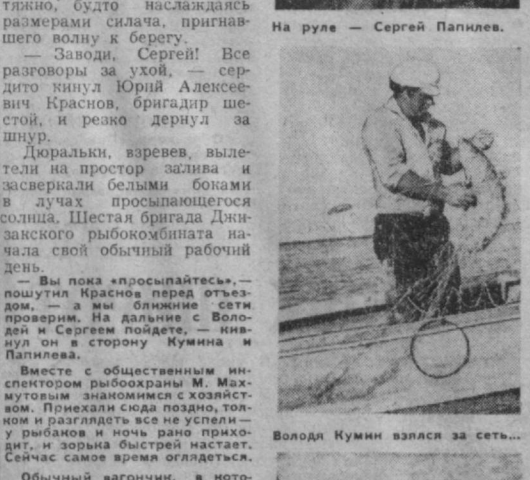 тяжно, будто наслаждаясь
размерами силача, пригнав-
шего волну к берегу.
— Заводи, Сергей! Все
разговоры за ухой, — сер-
дито кинул Юрий Алексее-
вич Краснов, бригадир ше-
стой, и резко дернул за
шнур.
Дюральки, взревев, выле-
тели на простор залива и
засверкали белыми боками
в лучах просыпающегося
солнца. Шестая бригада Джи-
закского рыбокомбината на-
чала свой обычный рабочий
день.
— Вы пока «просыпайтесь»,—
пошутил Краснов перед отъез-
дом, — а мы ближние сети
проверим. На дальние с Воло-
дей и Сергеем пойдете, — кив-
нул он в сторону Кумина и
Папилева.
Вместе с общественным ин-
спектором рыбоохраны М. Мах-
мутовым знакомимся с хозяйст-
вом. Приехали сюда поздно, тол-
ком и разглядеть все не успели—
у рыбаков и ночь рано прихо-
дит, и зорька быстрей настает.
Сейчас самое время оглядеться.
Обычный вагончик, в кото-
На руле — Сергей Папилев.
Володя Кумин взялся за сеть...